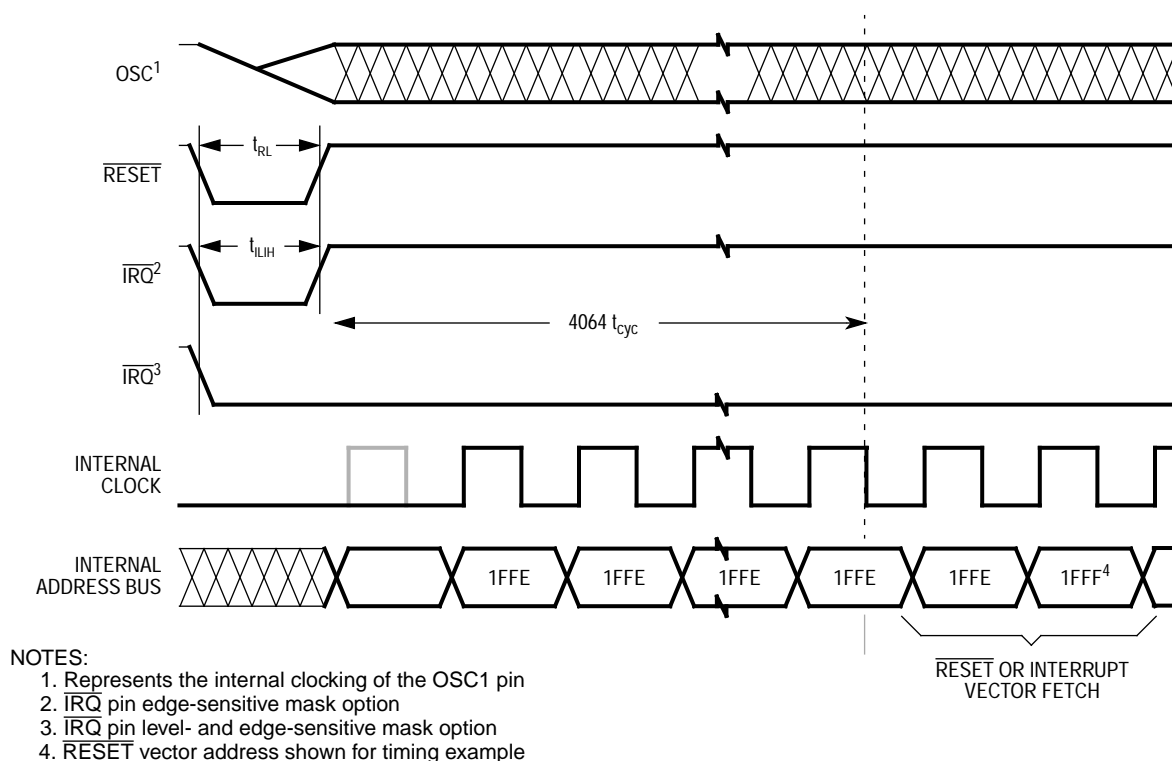 OSC1
tRL
RESET
tILIH
IRQ2
4064 tcyc
IRQ3
INTERNAL
CLOCK
INTERNAL
ADDRESS BUS
1FFE 1FFE 1FFE 1FFE 1FFE 1FFF4
RESET OR INTERRUPT
VECTOR FETCH
NOTES:
1. Represents the internal clocking of the OSC1 pin
2. IRQ pin edge-sensitive mask option
3. IRQ pin level- and edge-sensitive mask option
4. RESET vector address shown for timing example